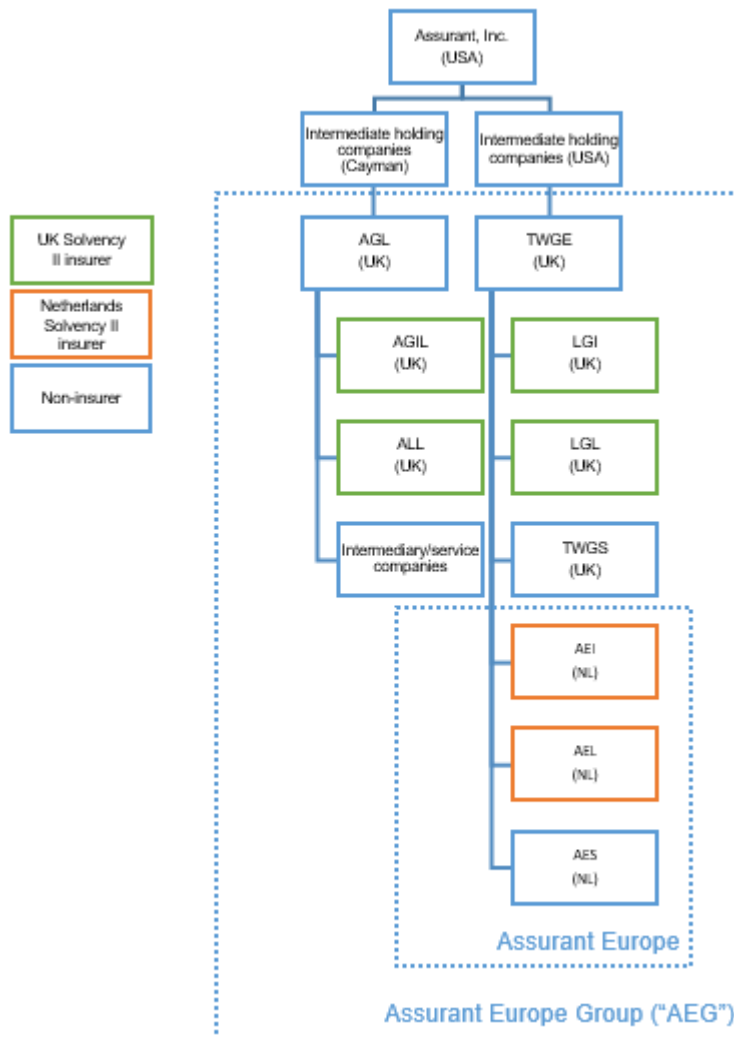 Assurant, Inc.
(USA)
Intermediate holding
companies
(Cayman)
Intermediate holding
companies (USA)
UK Solvency
II insurer
Netherlands
Solvency II
insurer
Non-insurer
AGL
(UK)
TWGE
(UK)
AGIL
(UK)
LGI
(UK)
ALL
(UK)
LGL
(UK)
Intermediary/service
companies
TWGS
(UK)
AEI
(NL)
AEL
(NL)
AES
(NL)
Assurant Europe
Assurant Europe Group (“AEG”)